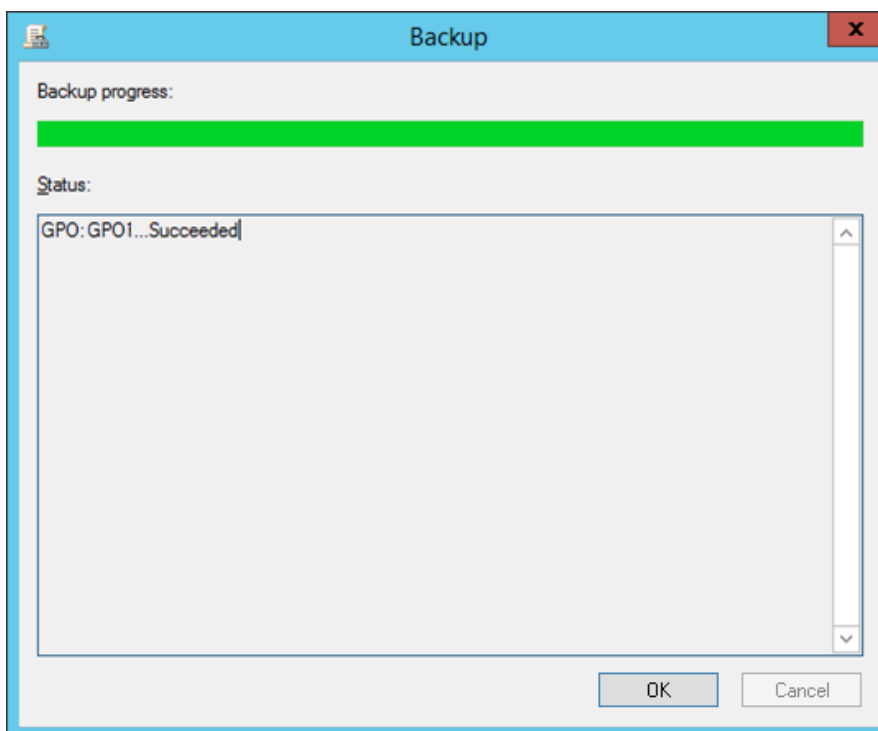 Backup
x
Backup progress:
Status:
GPO: GPO1...Succeeded
OK
Cancel